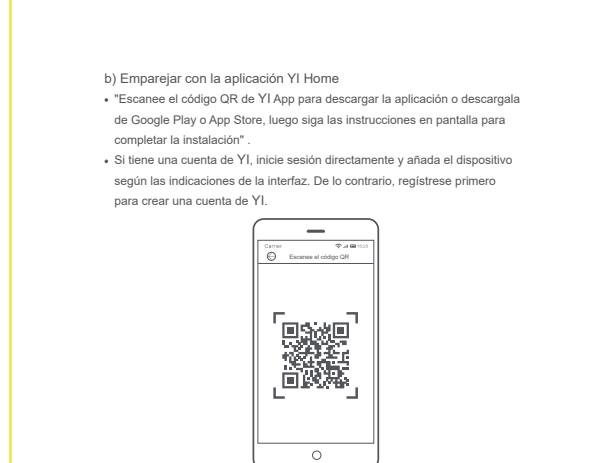 b) Emparejar con la aplicación YI Home
• "Escanee el código QR de YI App para descargar la aplicación o descargala
de Google Play o App Store, luego siga las instrucciones en pantalla para
completar la instalación" .
• Si tiene una cuenta de YI, inicie sesión directamente y añada el dispositivo
según las indicaciones de la interfaz. De lo contrario, regístrese primero
para crear una cuenta de YI.
Carrier
Escanee el código QR